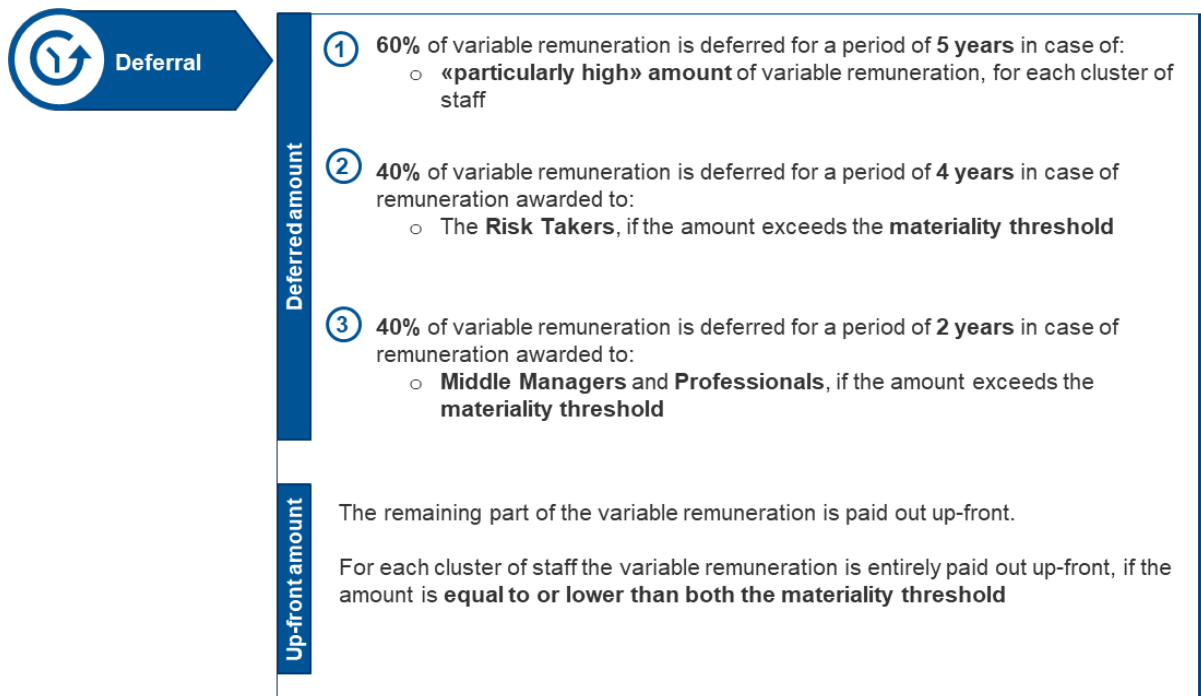 Deferral
Deferred amount
1 60% of variable remuneration is deferred for a period of 5 years in case of:
o «particularly high» amount of variable remuneration, for each cluster of
staff
2 40% of variable remuneration is deferred for a period of 4 years in case of
remuneration awarded to:
o The Risk Takers, if the amount exceeds the materiality threshold
3 40% of variable remuneration is deferred for a period of 2 years in case of
remuneration awarded to:
o Middle Managers and Professionals, if the amount exceeds the
materiality threshold
Up-front amount
The remaining part of the variable remuneration is paid out up-front.
For each cluster of staff the variable remuneration is entirely paid out up-front, if the
amount is equal to or lower than both the materiality threshold